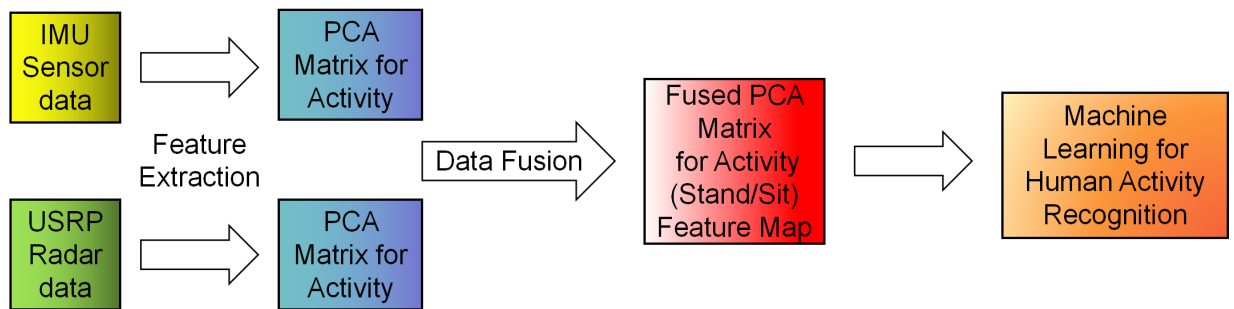 IMU
Sensor
data
PCA
Matrix for
Activity
Feature
Extraction
USRP
Radar
data
PCA
Matrix for
Activity
Data Fusion
Fused PCA
Matrix
for Activity
(Stand/Sit)
Feature Map
Machine
Learning for
Human Activity
Recognition